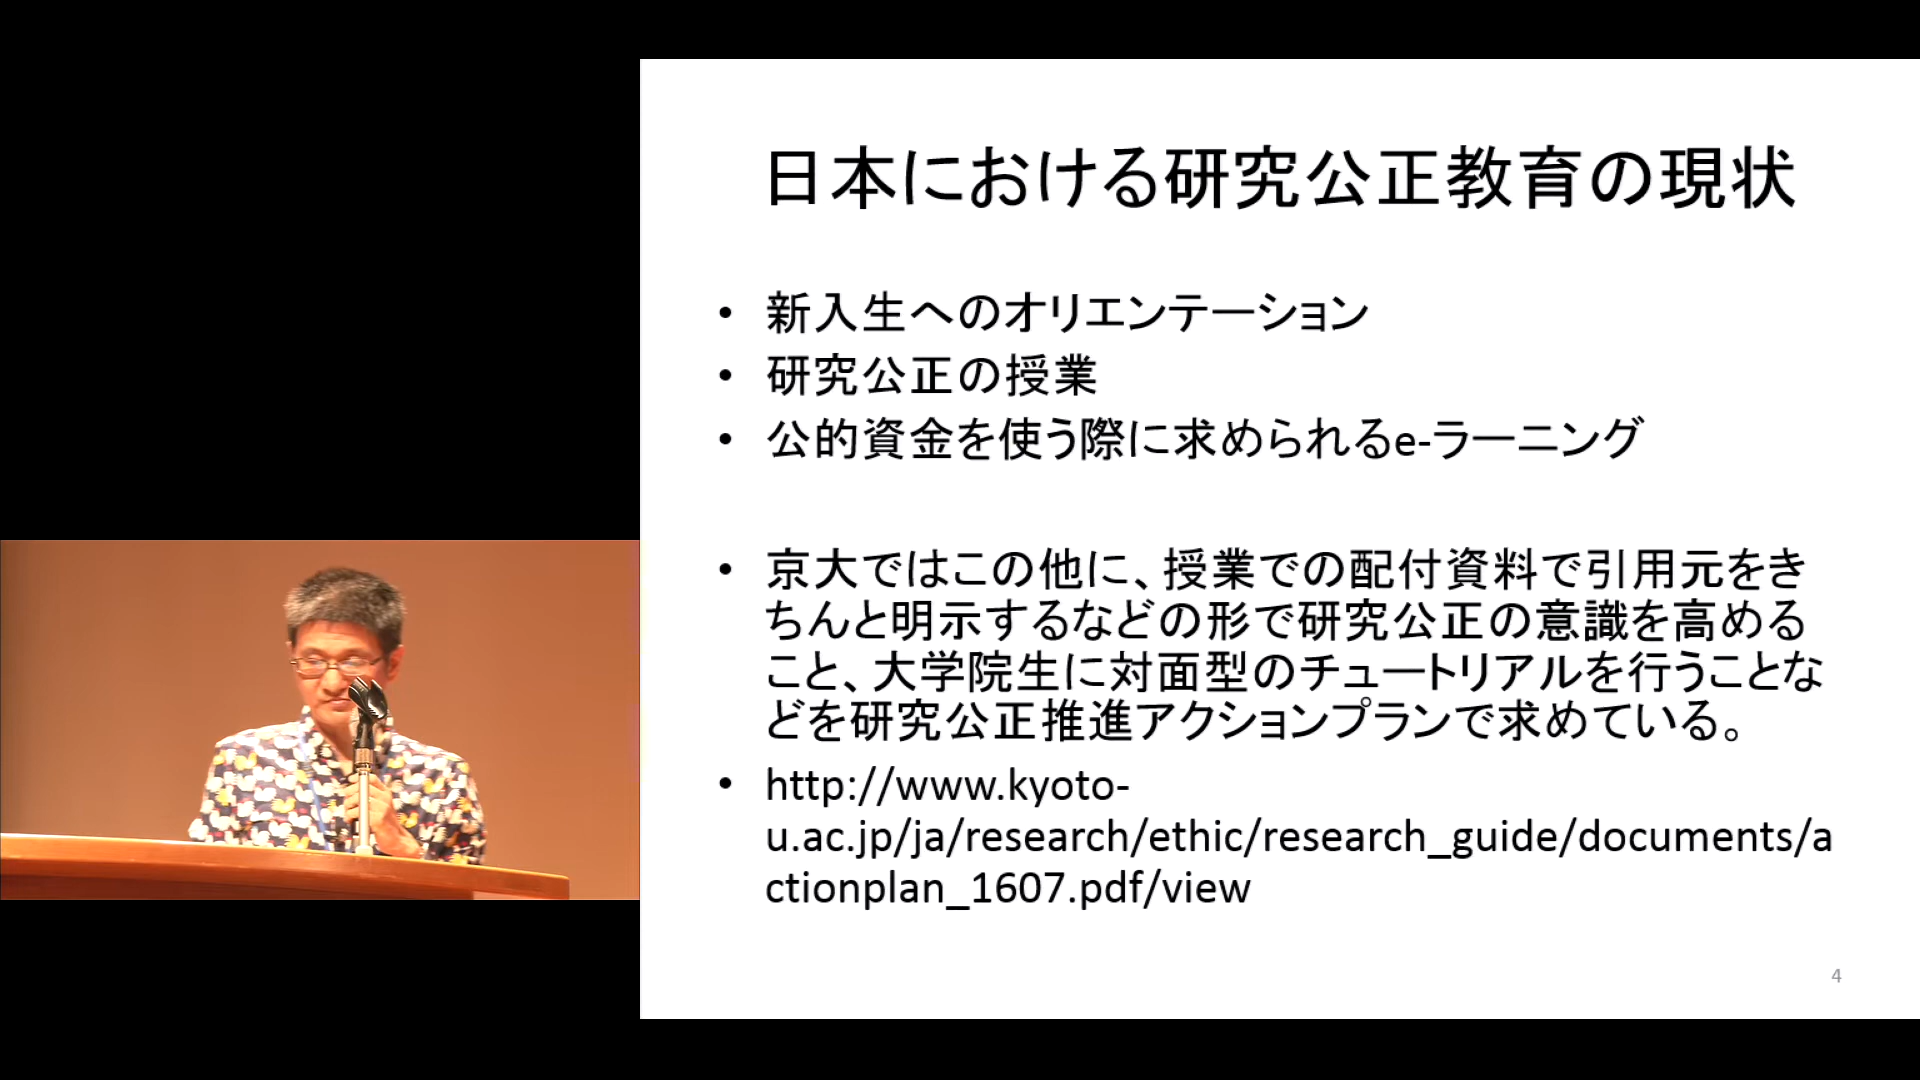 日本における研究公正教育の現状
• 新入生へのオリエンテーション
• 研究公正の授業
• 公的資金を使う際に求められるe-ラーニング
• 京大ではこの他に、授業での配付資料で引用元をき
ちんと明示するなどの形で研究公正の意識を高める
こと、大学院生に対面型のチュートリアルを行うことな
どを研究公正推進アクションプランで求めている。
• http://www.kyoto-
u.ac.jp/ja/research/ethic/research_guide/documents/a
ctionplan_1607.pdf/view
4